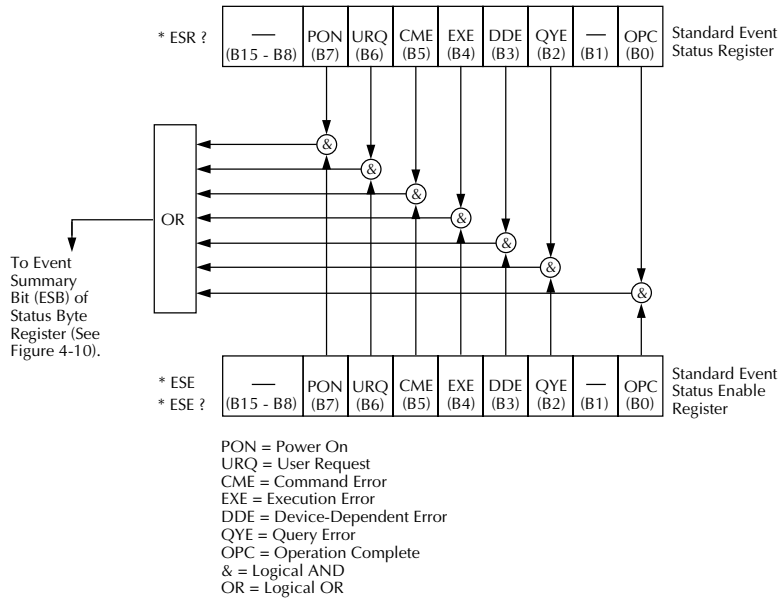 * ESR ?
— PON URQ CME EXE DDE QYE — OPC
(B15 - B8) (B7) (B6) (B5) (B4) (B3) (B2) (B1) (B0)
Standard Event
Status Register
&
&
&
&
&
&
&
OR
To Event
Summary
Bit (ESB) of
Status Byte
Register (See
Figure 4-10).
* ESE
* ESE ?
— PON URQ CME EXE DDE QYE — OPC
(B15 - B8) (B7) (B6) (B5) (B4) (B3) (B2) (B1) (B0)
Standard Event
Status Enable
Register
PON = Power On
URQ = User Request
CME = Command Error
EXE = Execution Error
DDE = Device-Dependent Error
QYE = Query Error
OPC = Operation Complete
& = Logical AND
OR = Logical OR